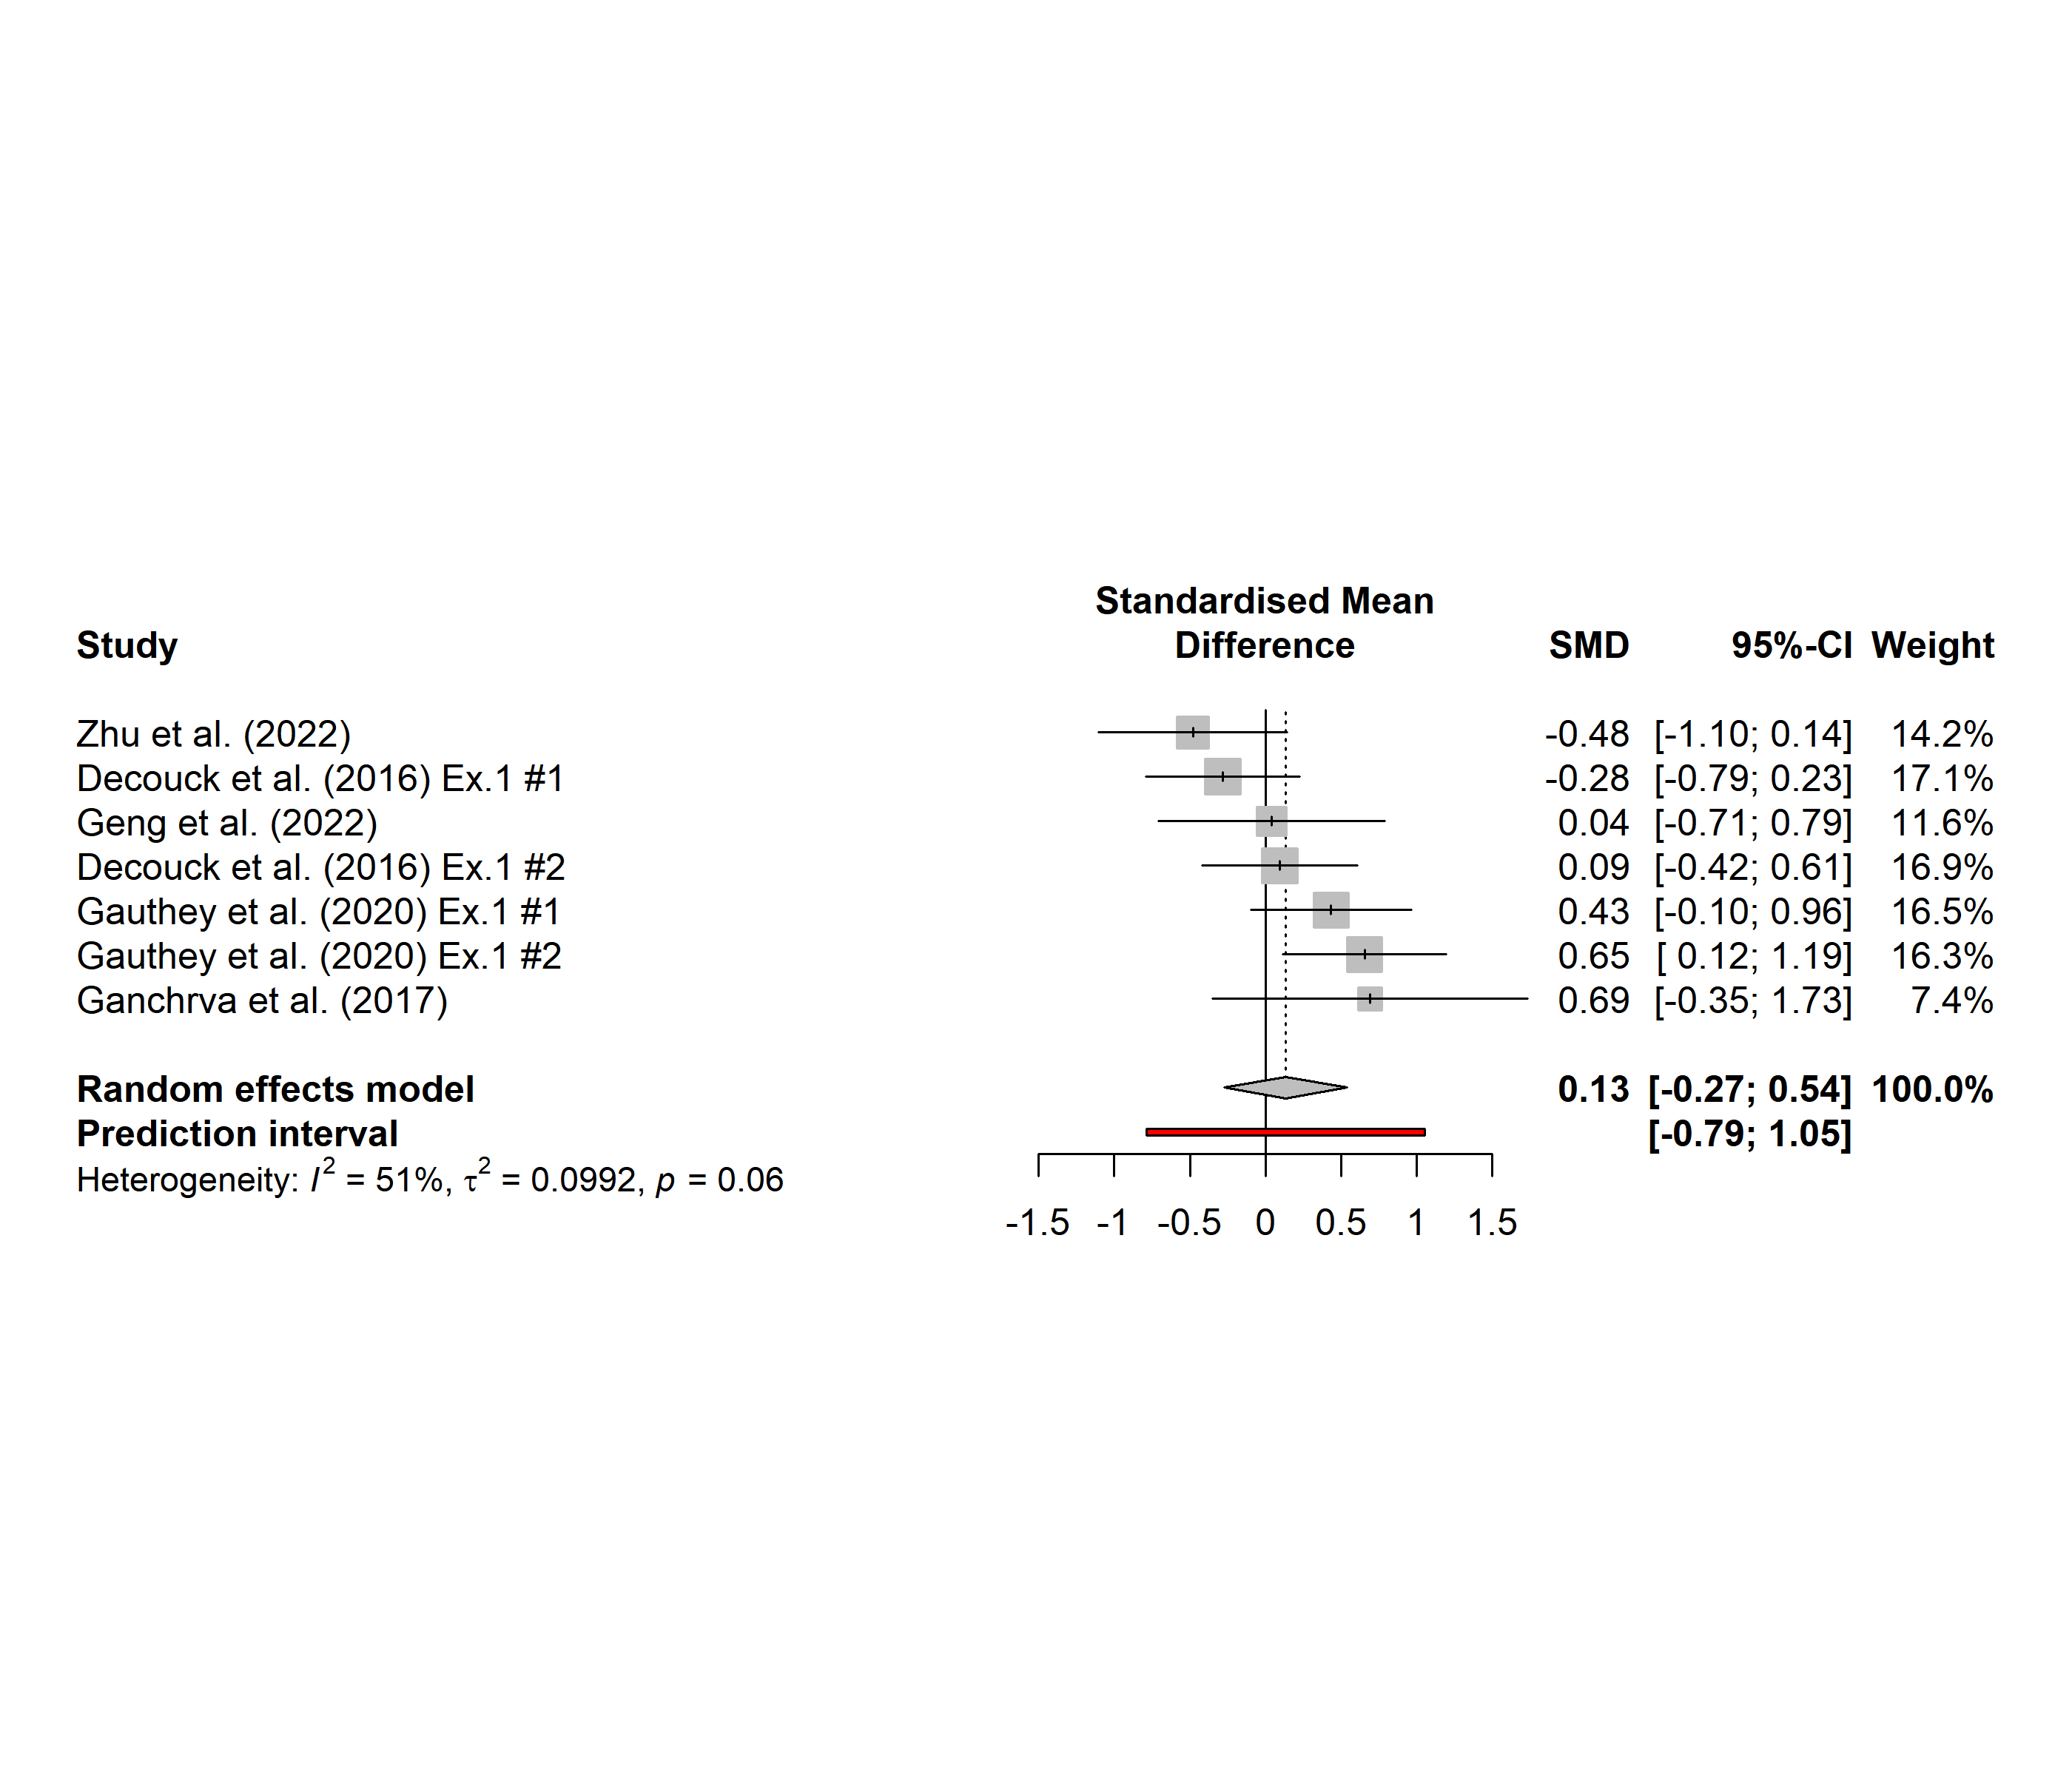 Standardised Mean
Study Difference SMD 95%-CI Weight
Zhu et al. (2022) -0.48 [-1.10; 0.14] 14.2%
Decouck et al. (2016) Ex.1 #1 -0.28 [-0.79; 0.23] 17.1%
Geng et al. (2022) 0.04 [-0.71; 0.79] 11.6%
Decouck et al. (2016) Ex.1 #2 0.09 [-0.42; 0.61] 16.9%
Gauthey et al. (2020) Ex.1 #1 0.43 [-0.10; 0.96] 16.5%
Gauthey et al. (2020) Ex.1 #2 0.65 [ 0.12; 1.19] 16.3%
Ganchrva et al. (2017) 0.69 [-0.35; 1.73] 7.4%
Random effects model 0.13 [-0.27; 0.54] 100.0%
Prediction interval [-0.79; 1.05]
Heterogeneity: I² = 51%, τ² = 0.0992, p = 0.06
-1.5 -1 -0.5 0 0.5 1 1.5